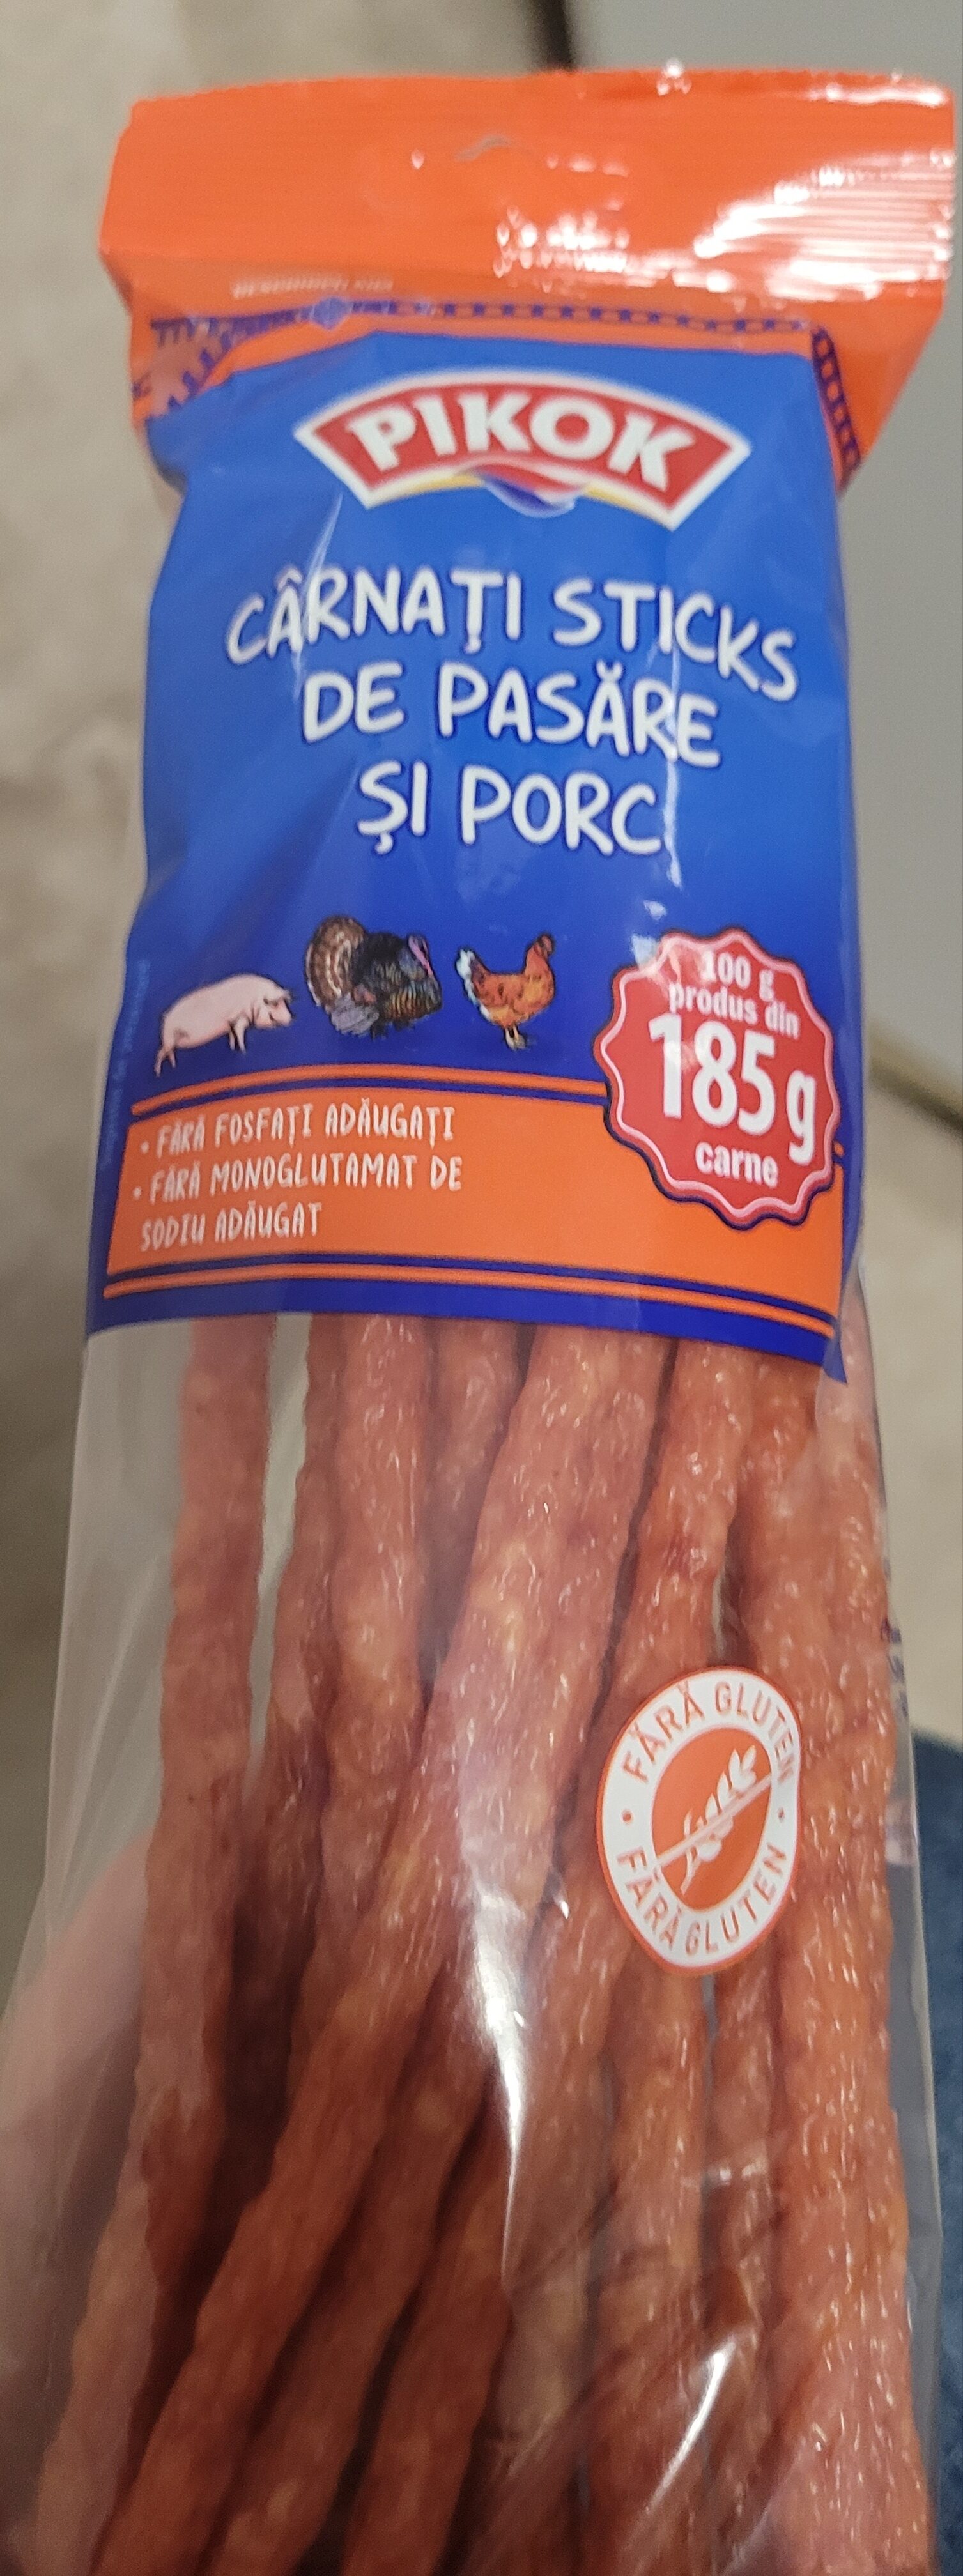 PIKOK
CÂRNAȚI STICKS
DE PASĂRE
ȘI PORC
100 g
produs din
185 g
carne
• FĂRĂ FOSFAȚI ADĂUGAȚI
• FĂRĂ MONOGLUTAMAT DE
SODIU ADĂUGAT
FĂRĂ GLUTEN
FĂRĂ GLUTEN